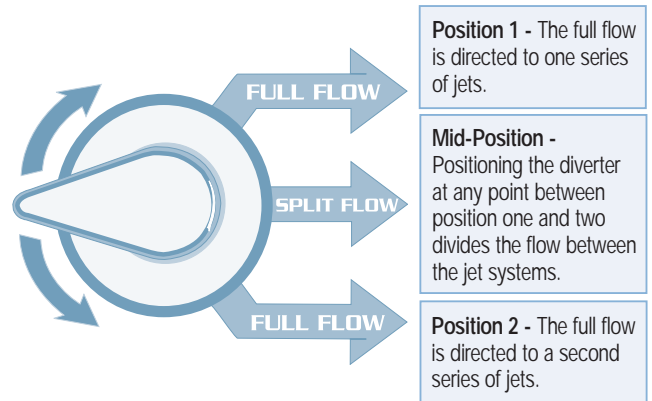 FULL FLOW
Position 1 - The full flow
is directed to one series
of jets.
SPLIT FLOW
Mid-Position -
Positioning the diverter
at any point between
position one and two
divides the flow between
the jet systems.
FULL FLOW
Position 2 - The full flow
is directed to a second
series of jets.